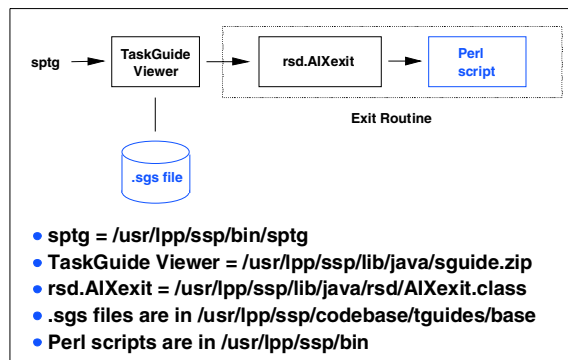 sptg
TaskGuide
Viewer
rsd.AIXexit
Perl
script
Exit Routine
.sgs file
• sptg = /usr/lpp/ssp/bin/sptg
• TaskGuide Viewer = /usr/lpp/ssp/lib/java/sguide.zip
• rsd.AIXexit = /usr/lpp/ssp/lib/java/rsd/AIXexit.class
• .sgs files are in /usr/lpp/ssp/codebase/tguides/base
• Perl scripts are in /usr/lpp/ssp/bin